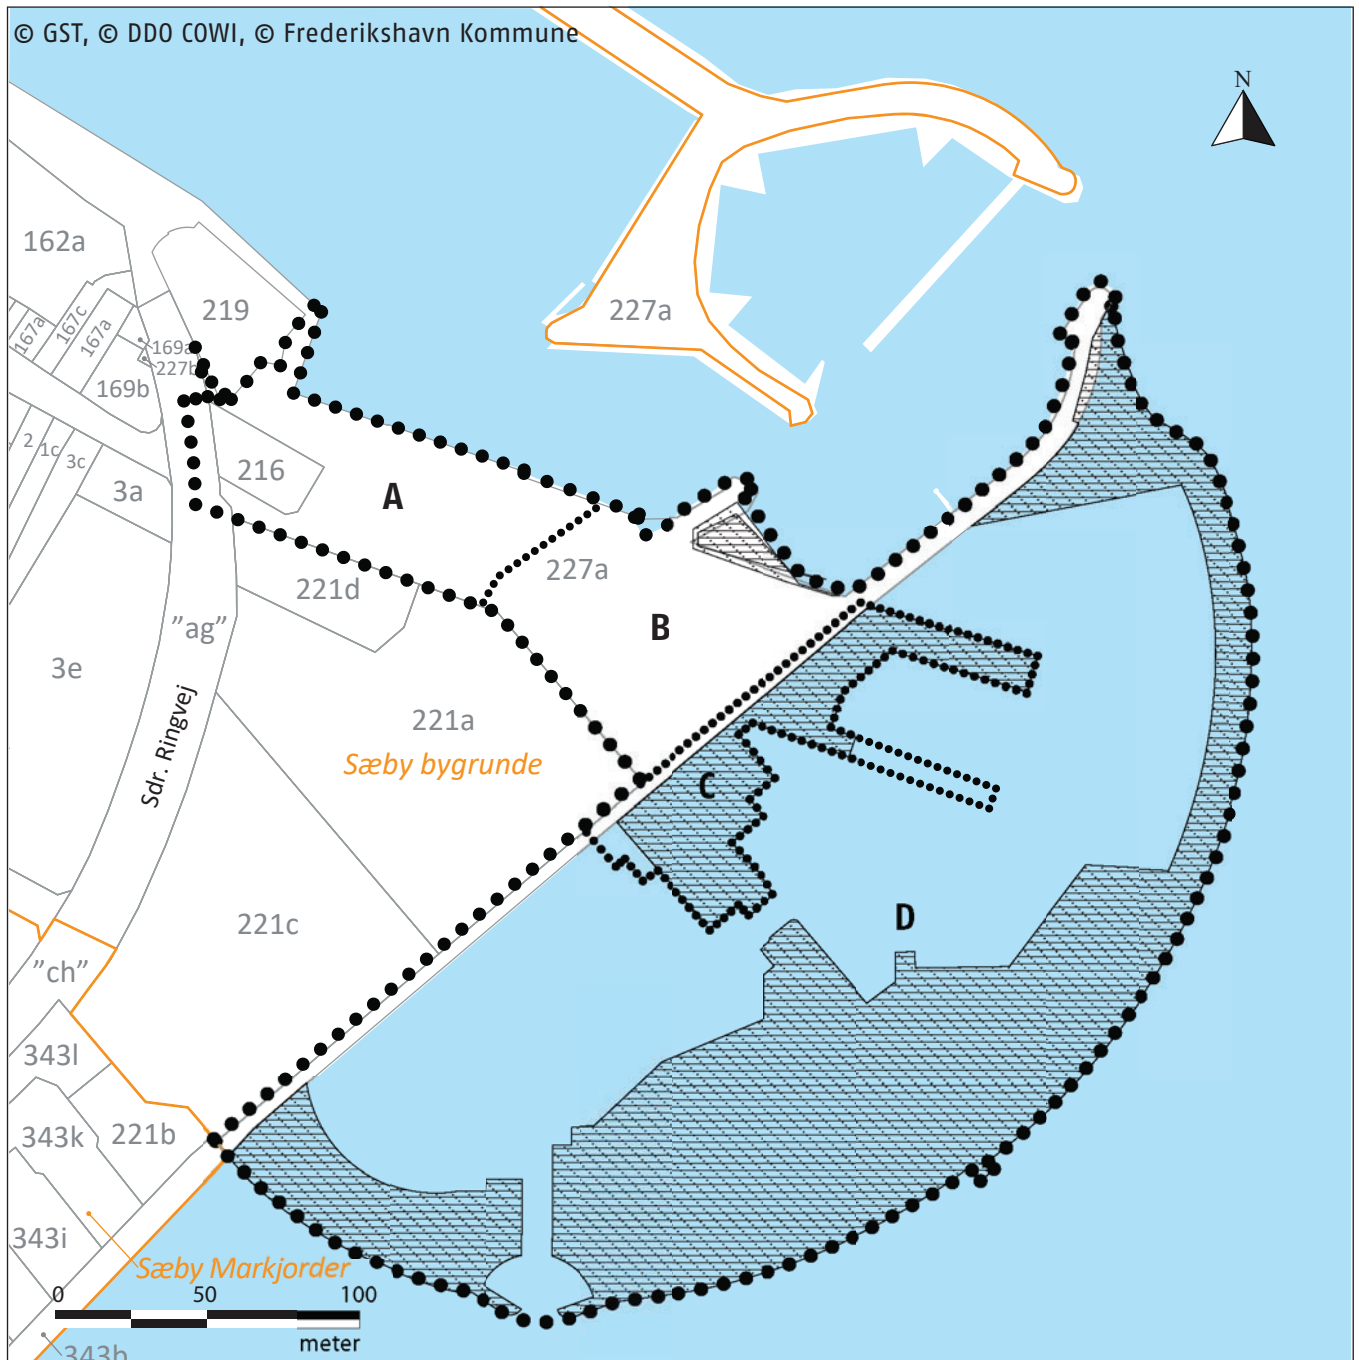 © GST, © DDO COWI, © Frederikshavn Kommune
N
162a
219
227a
167a
167c
167a
169a
227b
169b
2
1c
3c
3a
216
A
221d
227a
B
"ag"
3e
Sdr. Ringvej
221a
Sæby bygrunde
C
D
221c
"ch"
343l
343k
221b
343i
Sæby Markjorder
0
50
100
meter
343h